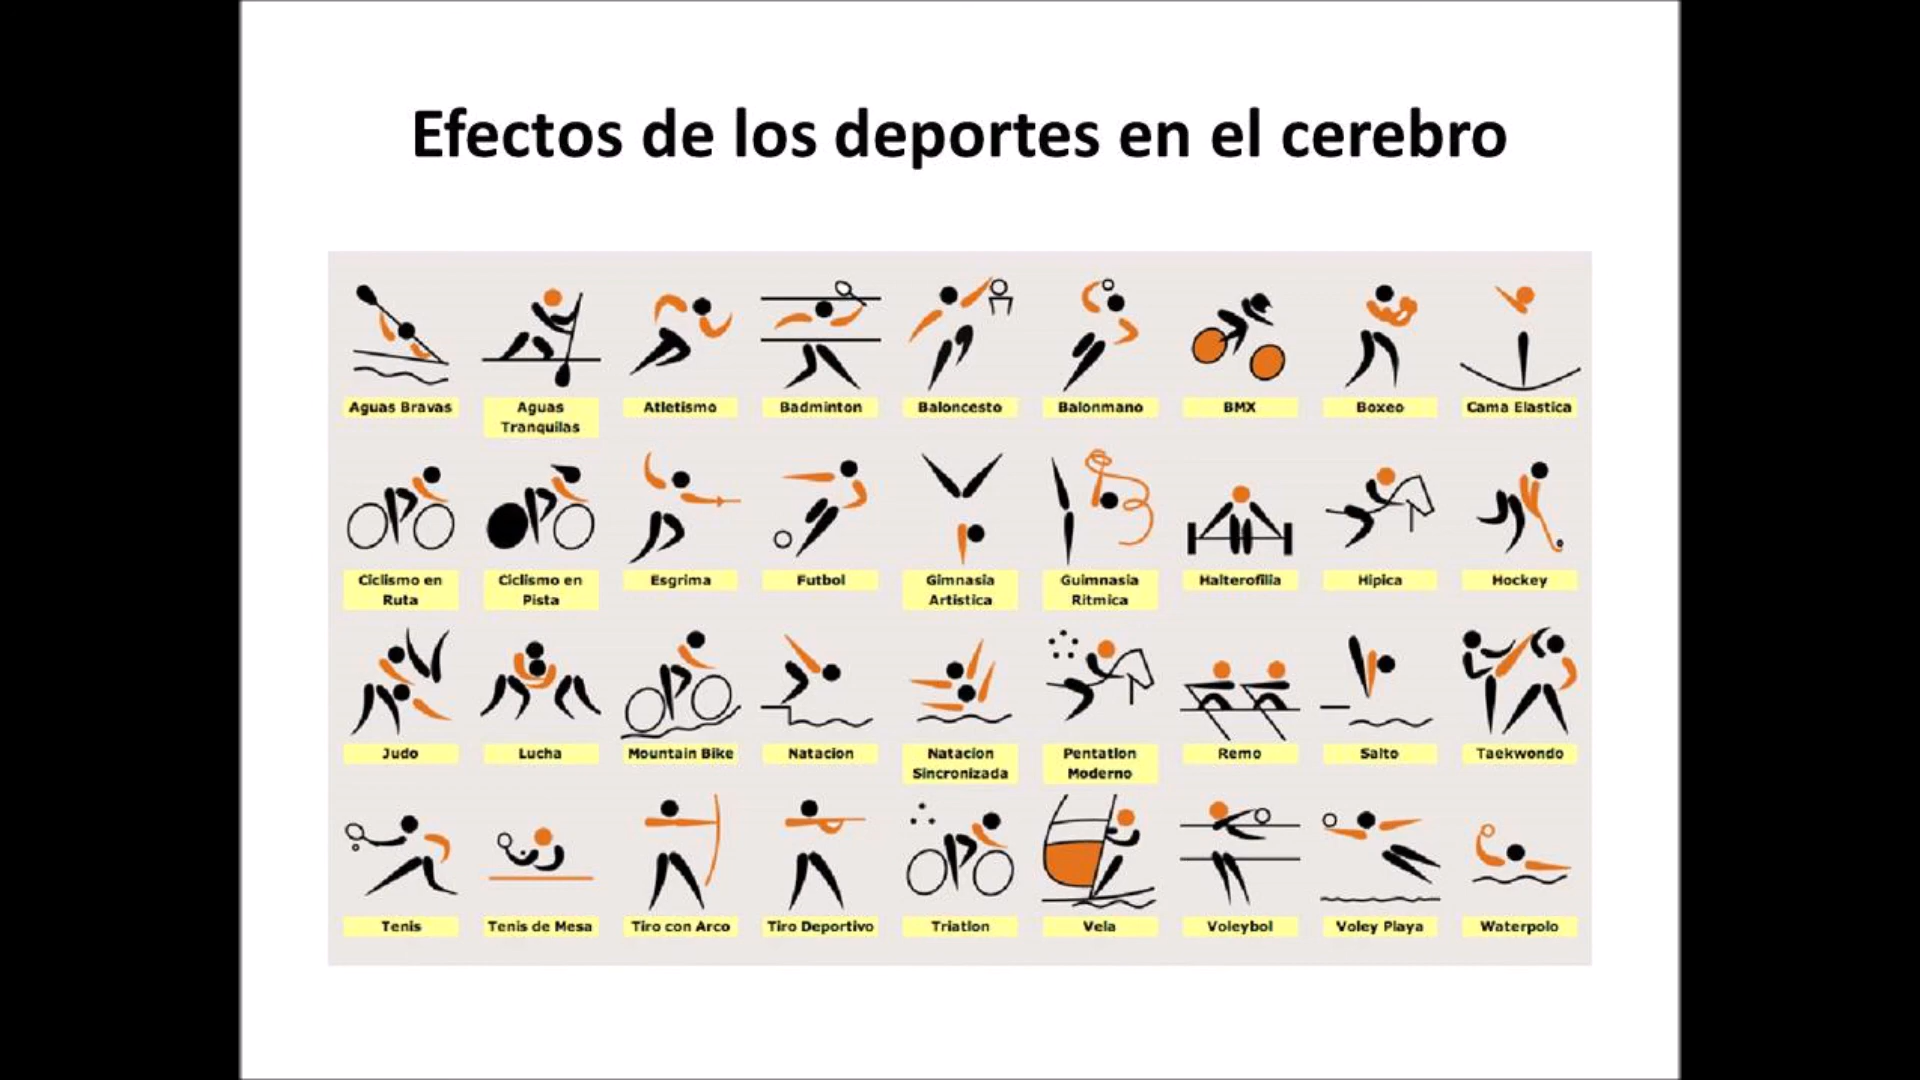 Efectos de los deportes en el cerebro
Aguas Bravas
Aguas
Tranquilas
Atletismo
Badminton
Baloncesto
Balonmano
BMX
Boxeo
Cama Elastica
Ciclismo en
Ruta
Ciclismo en
Pista
Esgrima
Futbol
Gimnasia
Artistica
Guimnasia
Ritmica
Halterofilia
Hipica
Hockey
Judo
Lucha
Mountain Bike
Natacion
Natacion
Sincronizada
Pentatlon
Moderno
Remo
Salto
Taekwondo
Tenis
Tenis de Mesa
Tiro con Arco
Tiro Deportivo
Triatlon
Vela
Voleybol
Voley Playa
Waterpolo